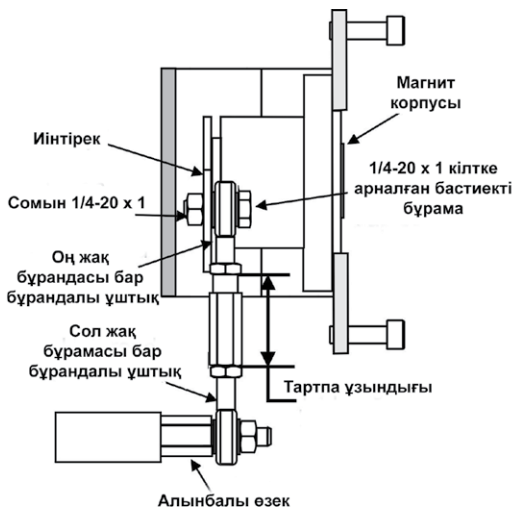 Магнит
корпусы
Иінтірек
1/4-20 x 1 кілтке
арналған бастиекті
бұрама
Сомын 1/4-20 x 1
Оң жақ
бұрандасы бар
бұрандалы ұштық
Сол жақ
бұрамасы бар
бұрандалы ұштық
Тартпа ұзындығы
Алынбалы өзек